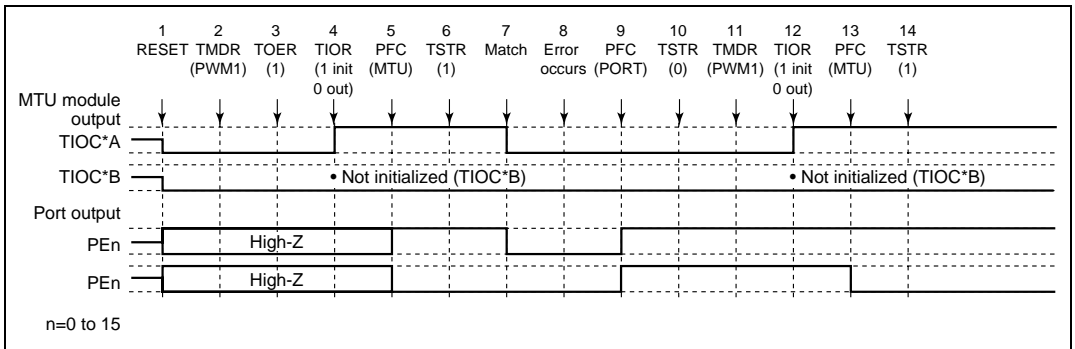 1 2 3 4 5 6 7 8 9 10 11 12 13 14
RESET TMDR TOER TIOR PFC TSTR Match Error PFC TSTR TMDR TIOR PFC TSTR
(PWM1) (1) (1 init (MTU) (1) occurs (PORT) (0) (PWM1) (1 init (MTU) (1)
0 out) 0 out)
MTU module
output
TIOC*A
TIOC*B • Not initialized (TIOC*B) • Not initialized (TIOC*B)
Port output
PEn High-Z
PEn High-Z
n=0 to 15